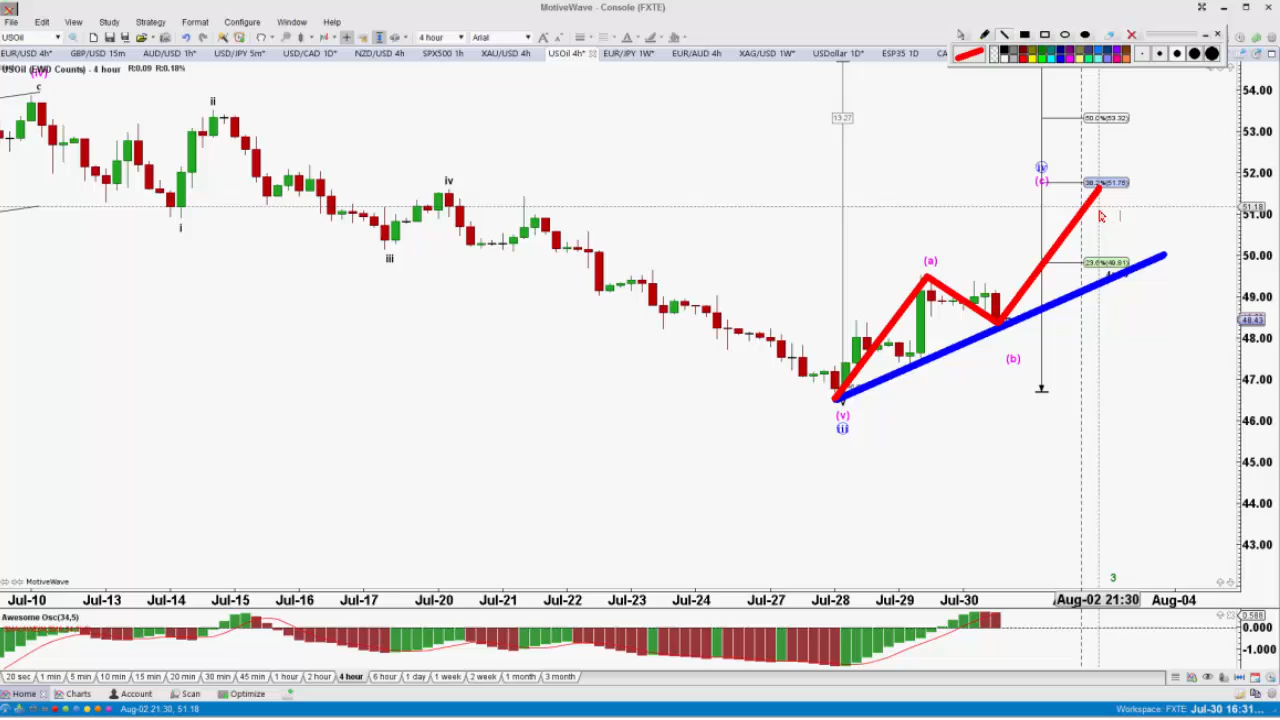 MotiveWave - Console (FXTE)
File Edit View Study Strategy Format Configure Window Help
USOil 4 hour Arial
EUR/USD 4h* GBP/USD 15m AUD/USD 1h* USD/JPY 5m* USD/CAD 1D* NZD/USD 4h SPX500 1h XAU/USD 4h USOil 4h* EUR/JPY 1W* EUR/AUD 4h XAG/USD 1W* USDollar 1D* ESP35 1D CA
USOil (EWD Counts) - 4 hour R:0.09 R:0.18%
(iv)
c
ii
54.00
13.27
50.0%(53.32)
53.00
iv
(c)
38.2%(51.75)
52.00
iv
51.18
51.00
i
iii
(a)
23.6%(49.81)
50.00
49.00
48.43
48.00
(b)
47.00
v
(v)
iii
46.00
45.00
44.00
43.00
3
MotiveWave
Jul-10 Jul-13 Jul-14 Jul-15 Jul-16 Jul-17 Jul-20 Jul-21 Jul-22 Jul-23 Jul-24 Jul-27 Jul-28 Jul-29 Jul-30 Aug-02 21:30 Aug-04
Awesome Osc(34,5)
0.588
0.000
-1.000
20 sec 1 min 5 min 10 min 15 min 20 min 30 min 45 min 1 hour 2 hour 4 hour 6 hour 1 day 1 week 2 week 1 month 3 month
Home Charts Account Scan Optimize
Aug-02 21:30, 51.18 Workspace: FXTE Jul-30 16:31...